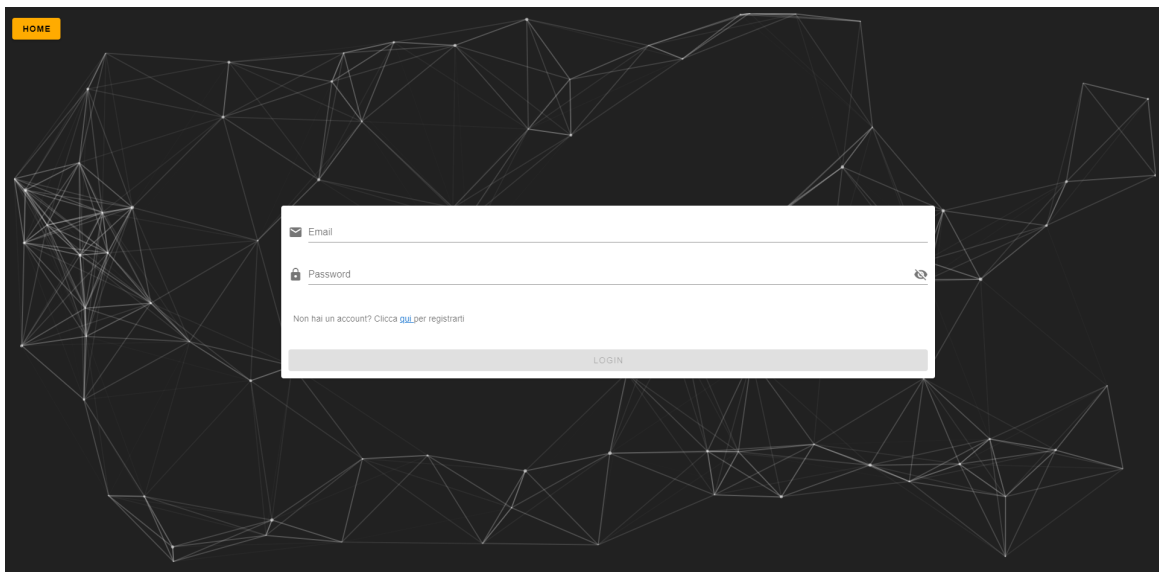 HOME
Email
Password
Non hai un account? Clicca qui per registrarti
LOGIN